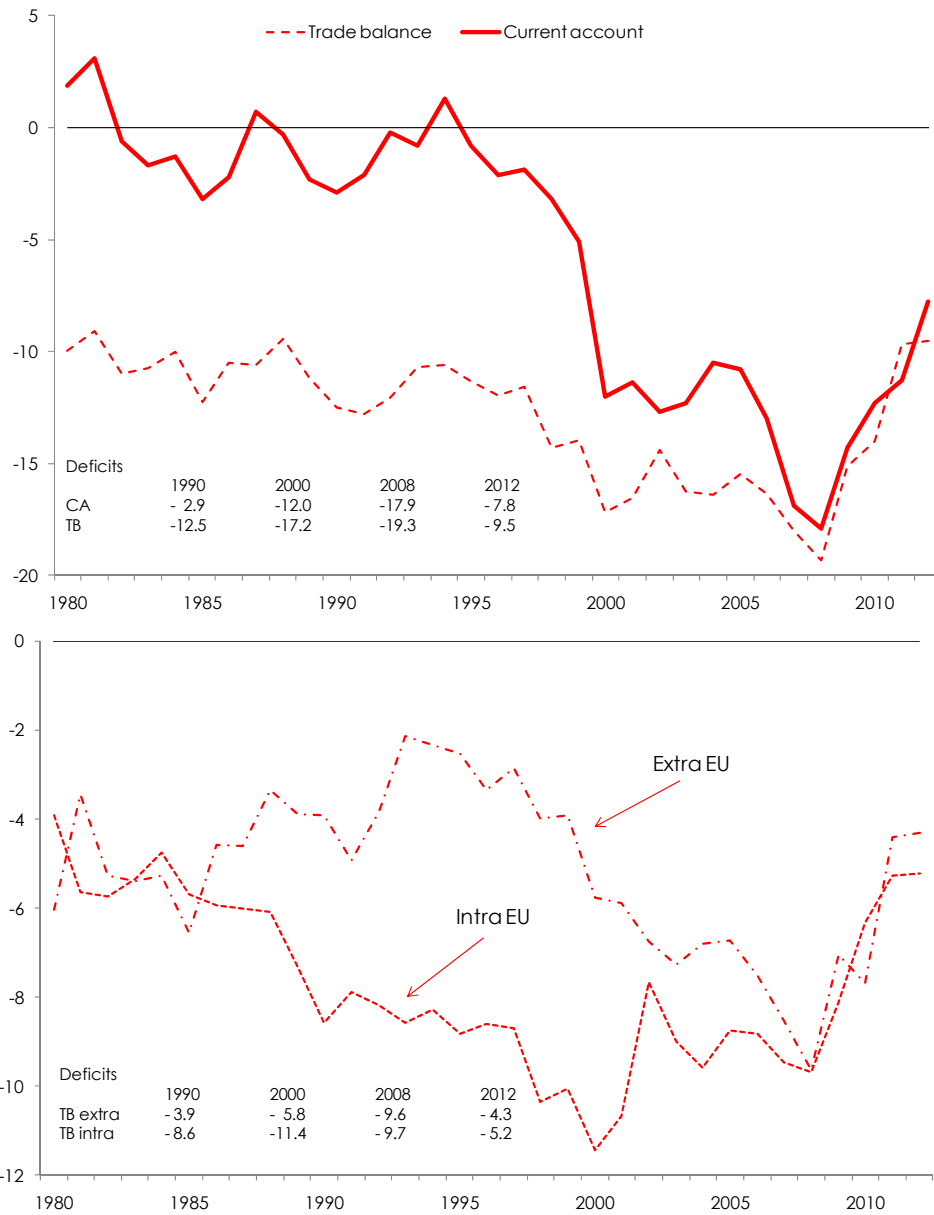 5
Trade balance Current account
0
-5
-10
-15
Deficits
1990 2000 2008 2012
CA - 2.9 -12.0 -17.9 - 7.8
TB -12.5 -17.2 -19.3 - 9.5
-20
1980 1985 1990 1995 2000 2005 2010
0
-2
Extra EU
-4
-6
Intra EU
-8
-10
Deficits
1990 2000 2008 2012
TB extra - 3.9 - 5.8 - 9.6 - 4.3
TB intra - 8.6 -11.4 - 9.7 - 5.2
-12
1980 1985 1990 1995 2000 2005 2010